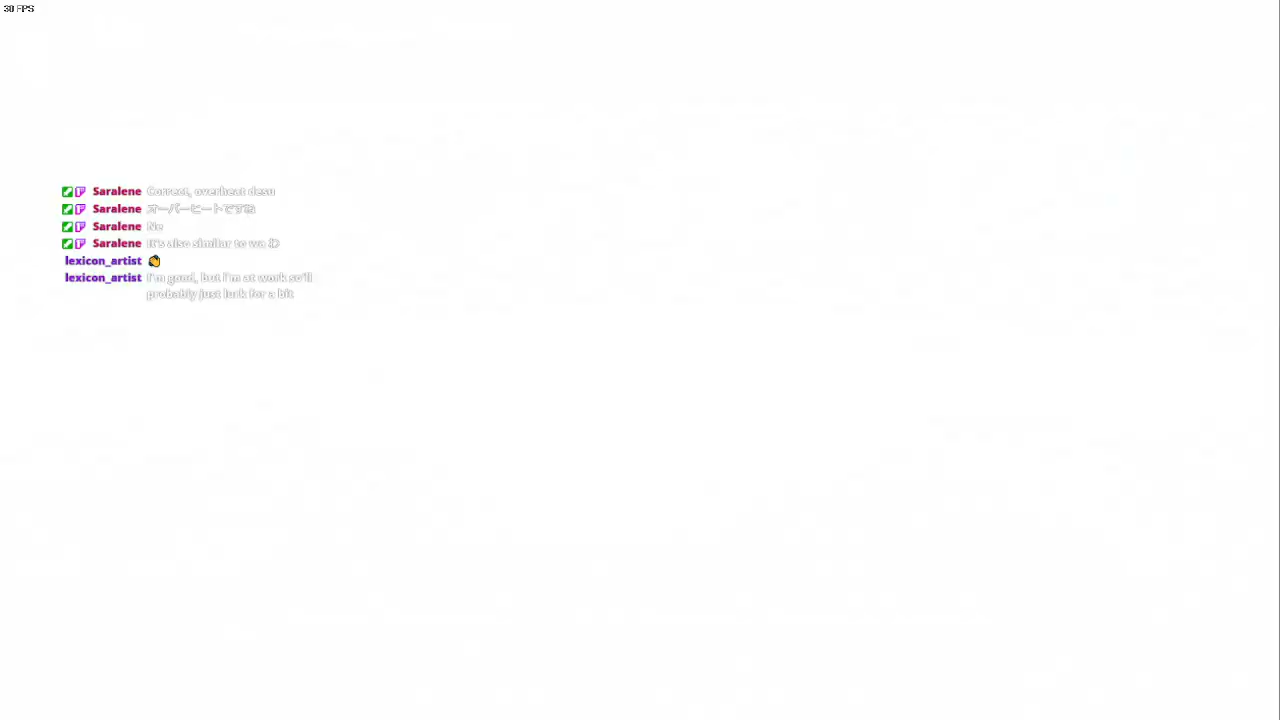 30 FPS
Saralene Correct, overheat desu
Saralene オーバーヒートですね
Saralene Ne
Saralene It's also similar to wa わ
lexicon_artist
lexicon_artist I'm good, but I'm at work so'll
probably just lurk for a bit